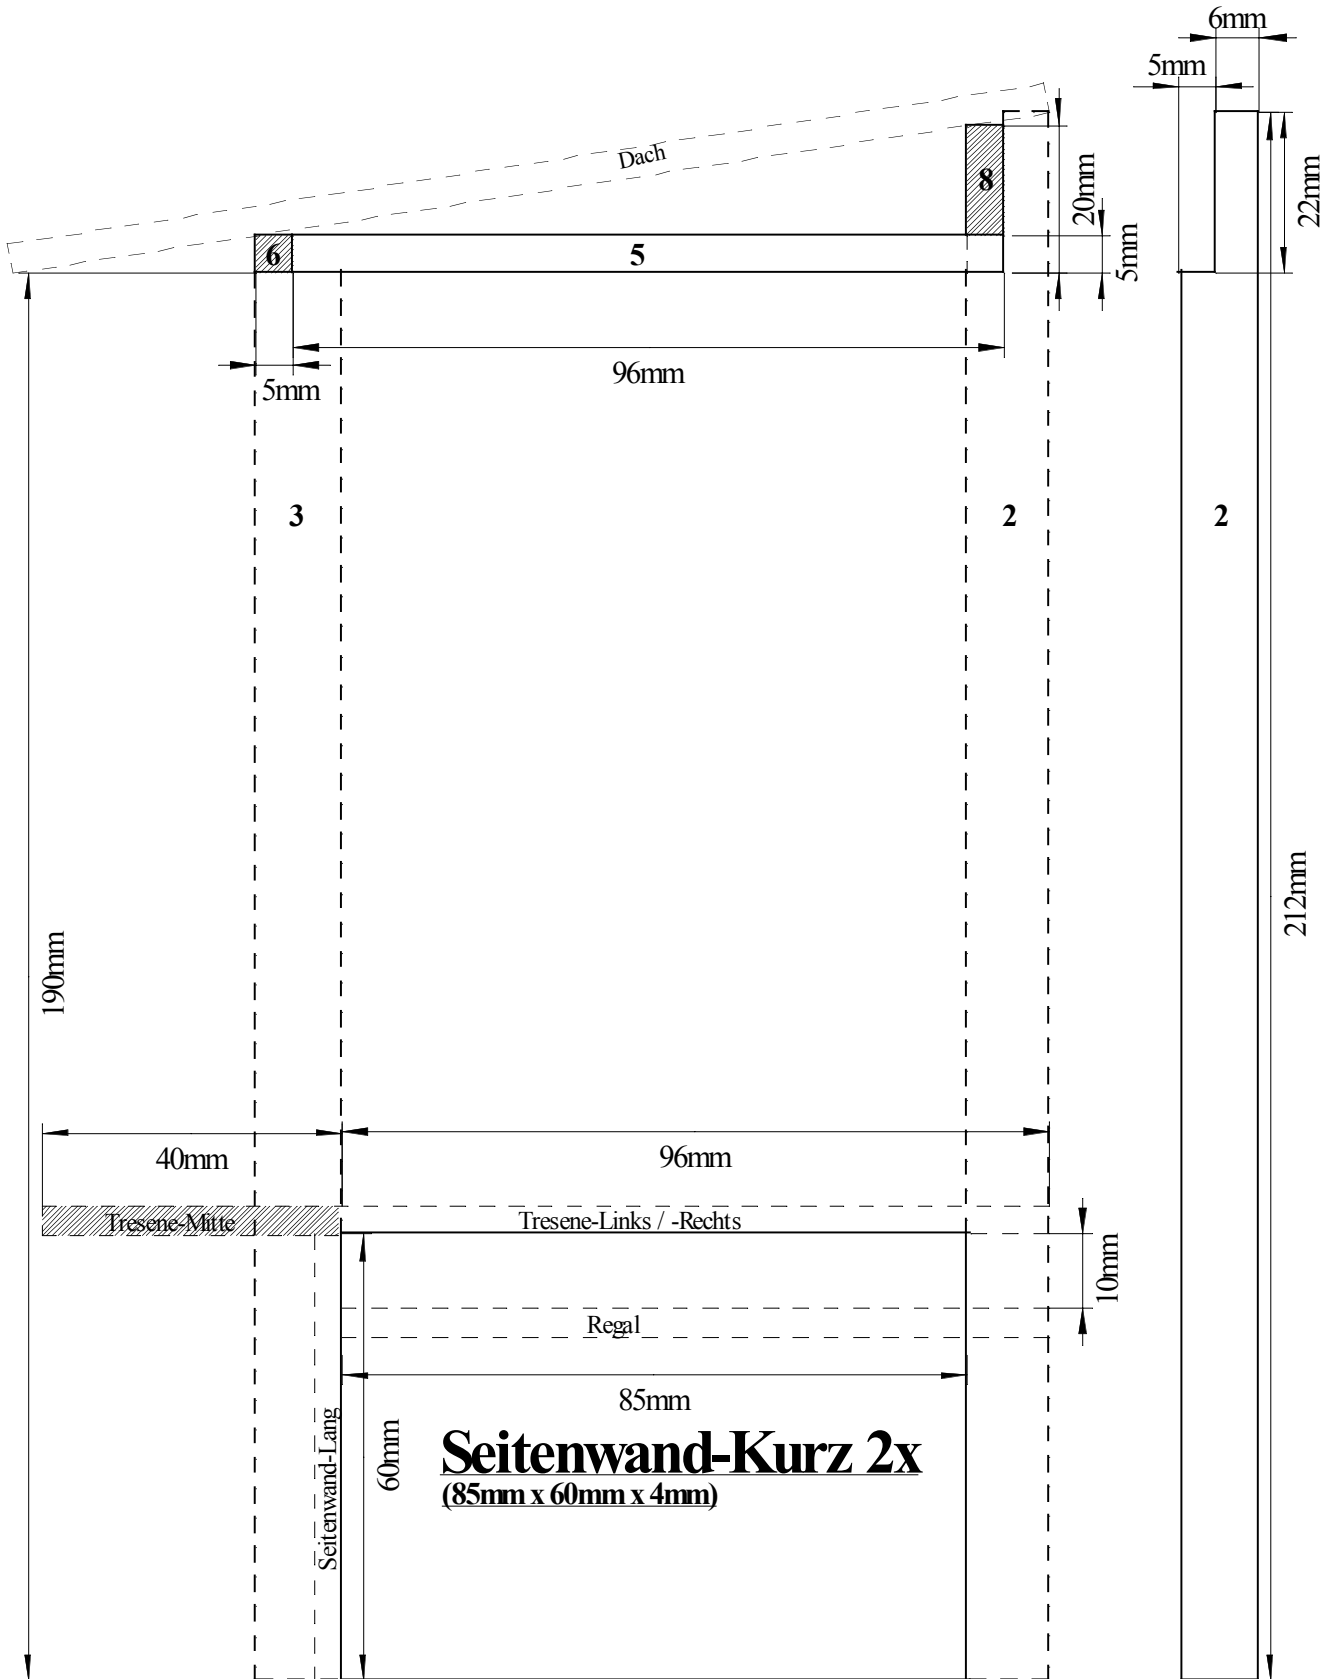 6mm
5mm
Dach
8
20mm
22mm
6
5
5mm
96mm
5mm
3
2
2
212mm
190mm
40mm
96mm
Tresene-Mitte
Tresene-Links / -Rechts
10mm
Regal
85mm
Seitenwand-Lang
60mm
Seitenwand-Kurz 2x
(85mm x 60mm x 4mm)